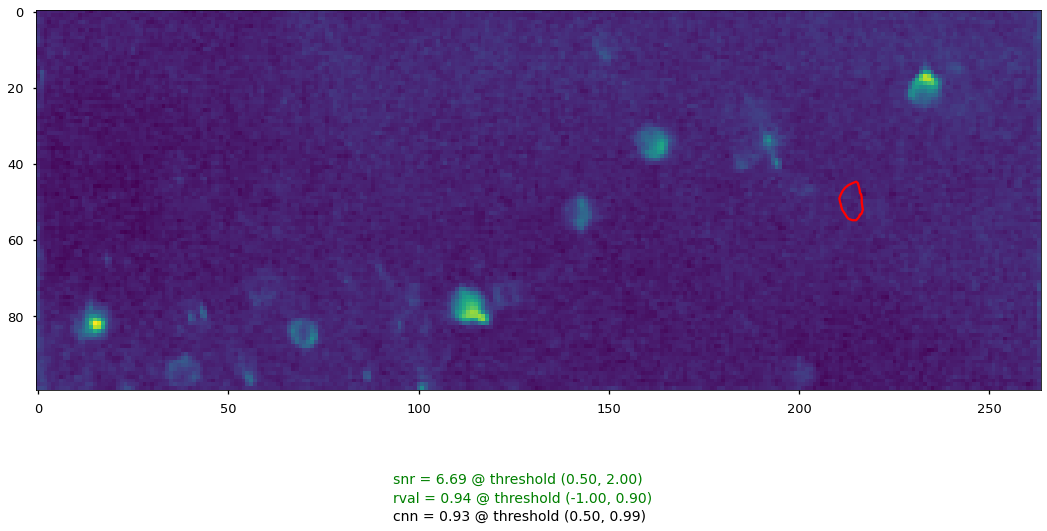 0
20
40
60
80
0 50 100 150 200 250
snr = 6.69 @ threshold (0.50, 2.00)
rval = 0.94 @ threshold (-1.00, 0.90)
cnn = 0.93 @ threshold (0.50, 0.99)